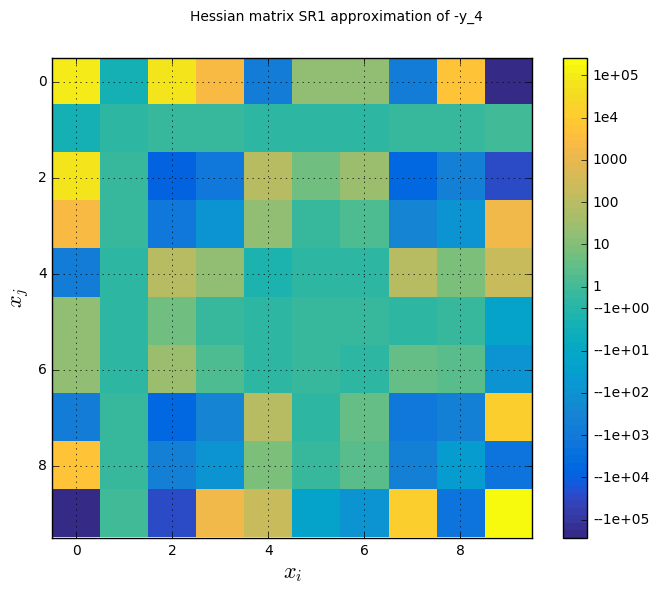 Hessian matrix SR1 approximation of -y_4
0
2
4
6
8
x_j
0 2 4 6 8
x_i
1e+05
1e4
1000
100
10
1
--1e+00
--1e+01
--1e+02
--1e+03
--1e+04
--1e+05